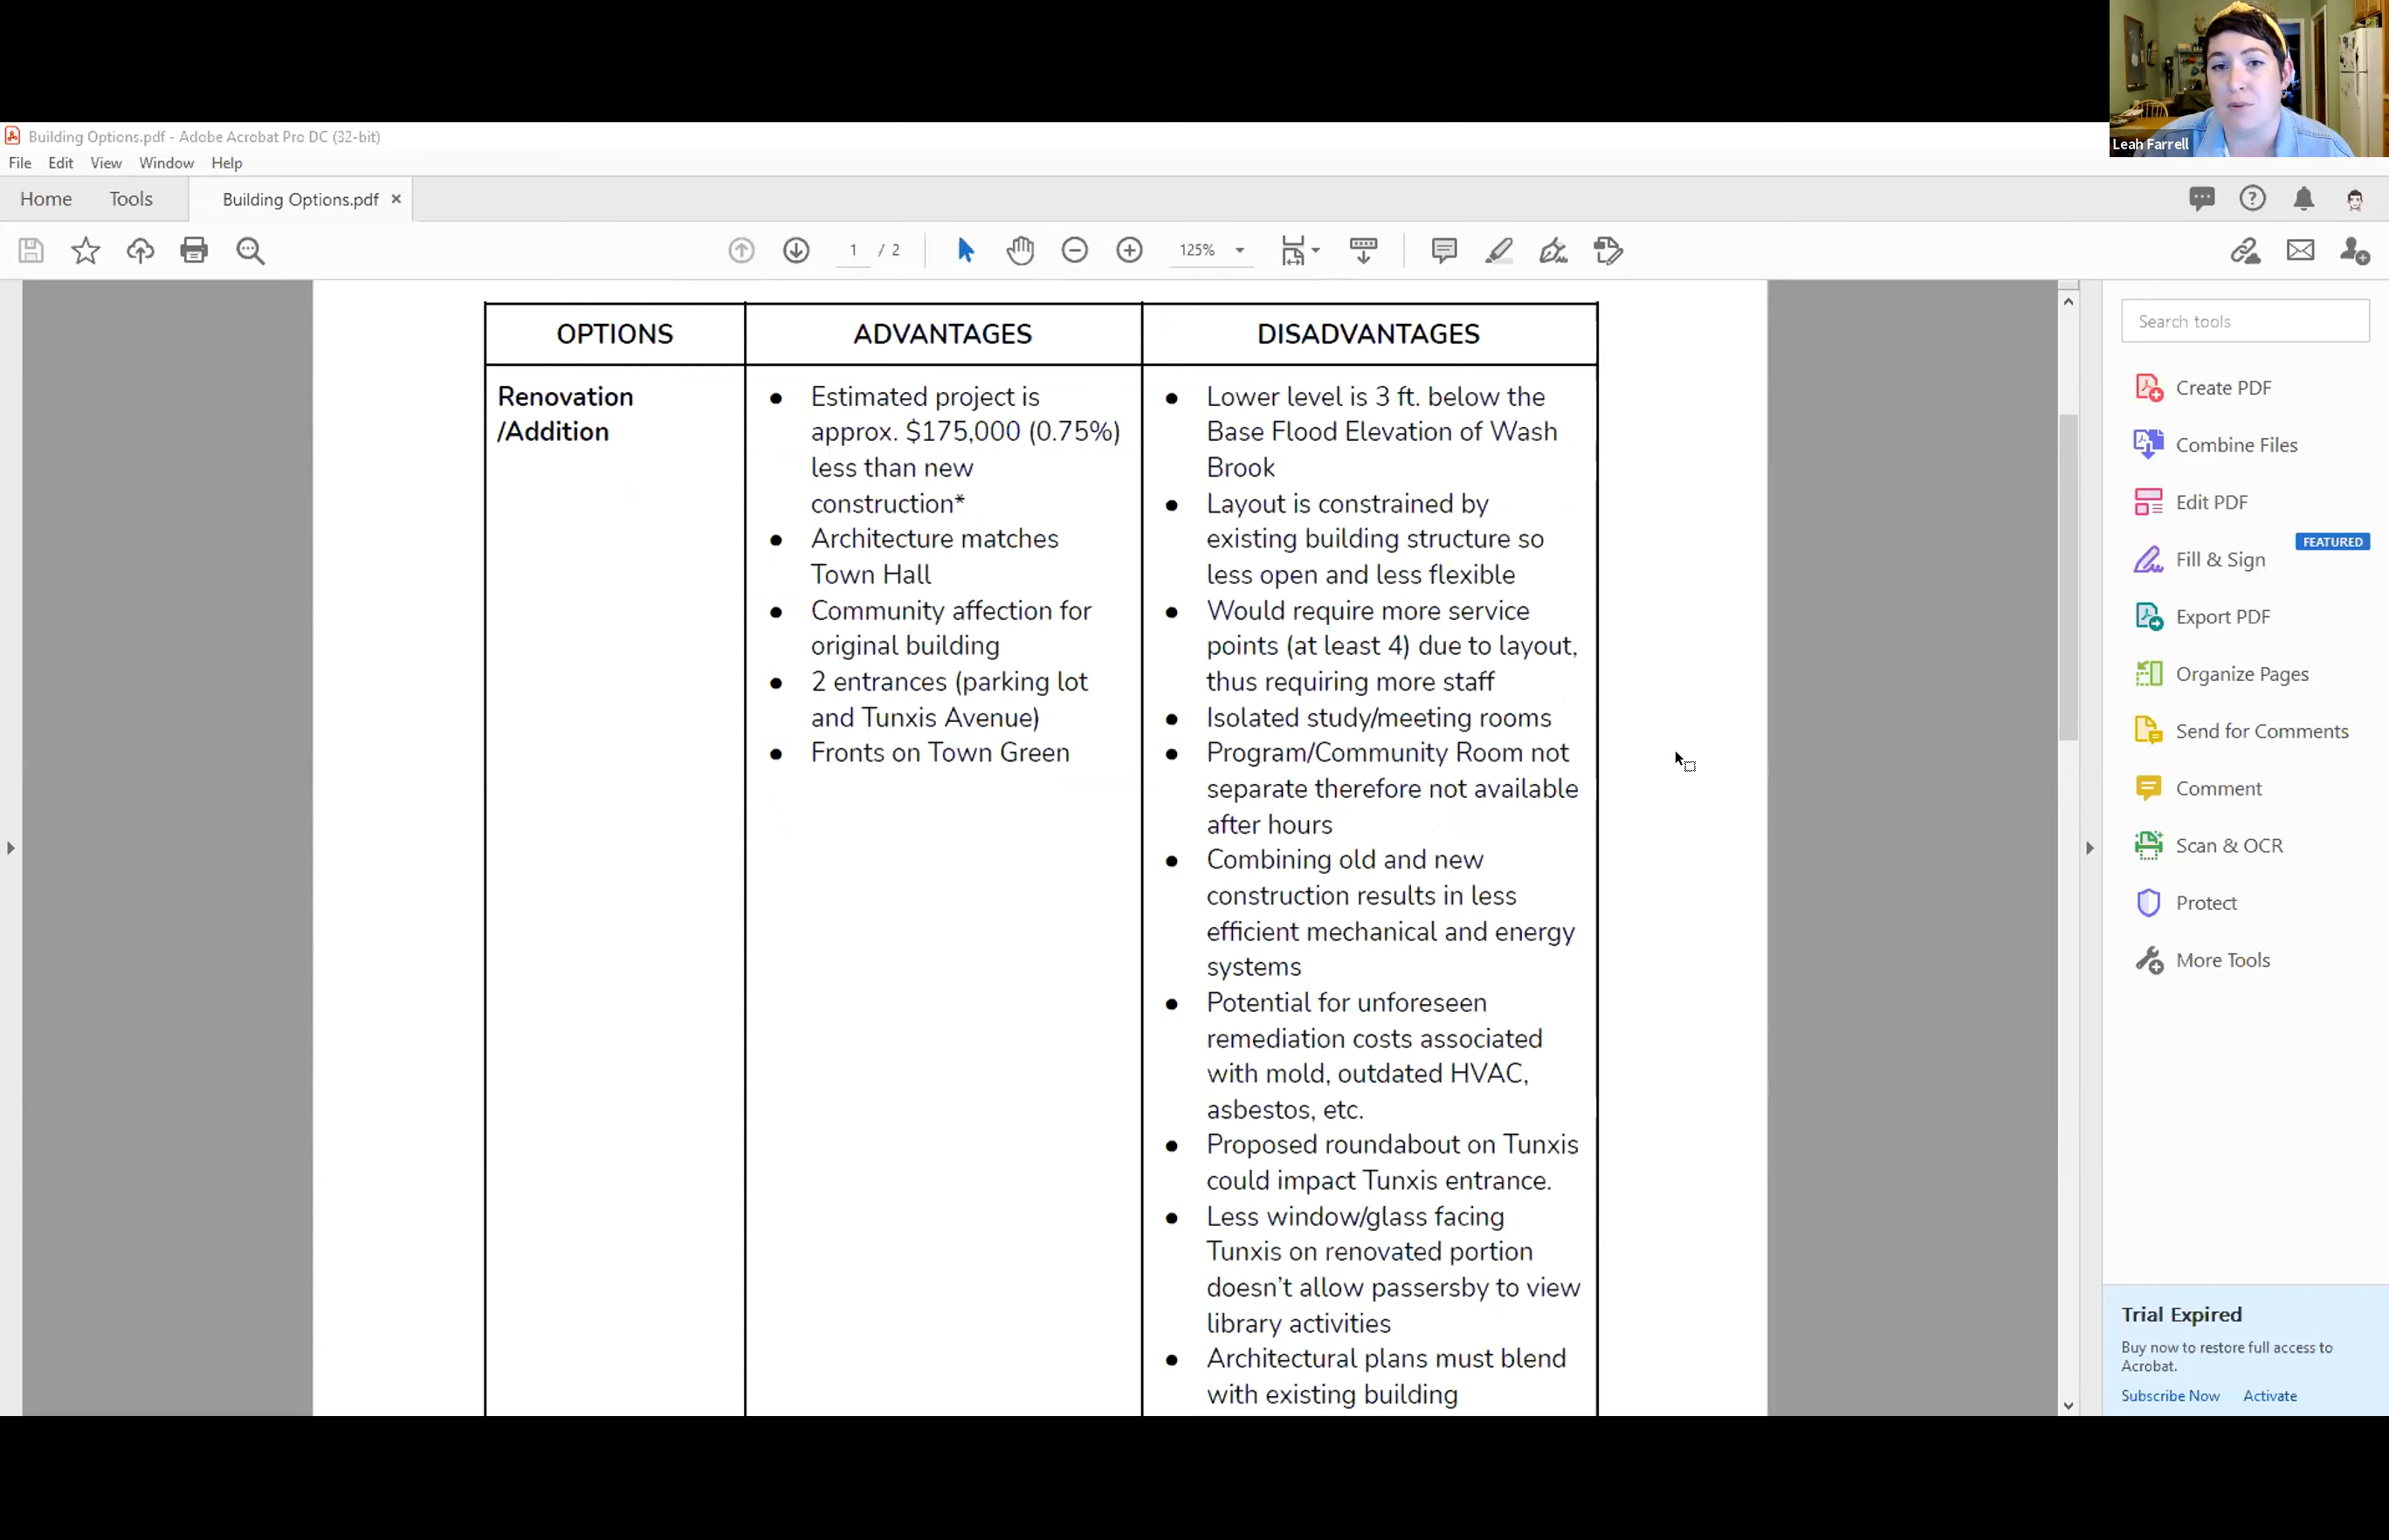 Leah Farrell
Building Options.pdf - Adobe Acrobat Pro DC (32-bit)
File Edit View Window Help
Home Tools Building Options.pdf ×
1 / 2 125%
Search tools
Create PDF
Combine Files
Edit PDF
FEATURED
Fill & Sign
Export PDF
Organize Pages
Send for Comments
Comment
Scan & OCR
Protect
More Tools
Trial Expired
Buy now to restore full access to
Acrobat.
Subscribe Now Activate
OPTIONS ADVANTAGES DISADVANTAGES
Renovation
/Addition
● Estimated project is
approx. $175,000 (0.75%)
less than new
construction*
● Architecture matches
Town Hall
● Community affection for
original building
● 2 entrances (parking lot
and Tunxis Avenue)
● Fronts on Town Green
● Lower level is 3 ft. below the
Base Flood Elevation of Wash
Brook
● Layout is constrained by
existing building structure so
less open and less flexible
● Would require more service
points (at least 4) due to layout,
thus requiring more staff
● Isolated study/meeting rooms
● Program/Community Room not
separate therefore not available
after hours
● Combining old and new
construction results in less
efficient mechanical and energy
systems
● Potential for unforeseen
remediation costs associated
with mold, outdated HVAC,
asbestos, etc.
● Proposed roundabout on Tunxis
could impact Tunxis entrance.
● Less window/glass facing
Tunxis on renovated portion
doesn’t allow passersby to view
library activities
● Architectural plans must blend
with existing building